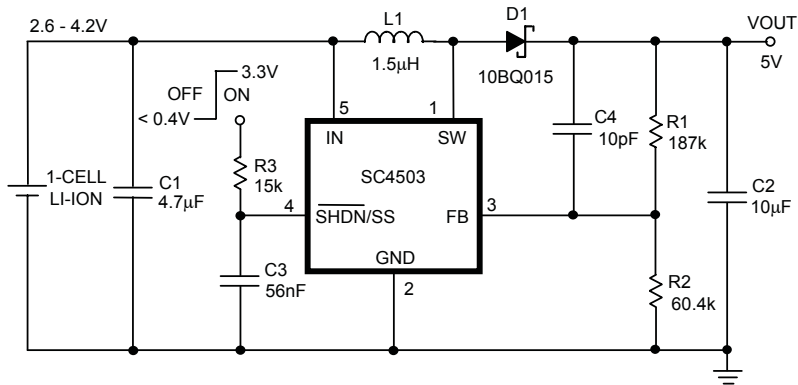 2.6 - 4.2V
L1
1.5μH
D1
10BQ015
VOUT
5V
OFF
ON
3.3V
< 0.4V
5
1
IN
SW
C4
10pF
R1
187k
R3
15k
1-CELL
LI-ION
C1
4.7μF
SC4503
C2
10μF
4
SHDN/SS
FB
3
C3
56nF
GND
2
R2
60.4k